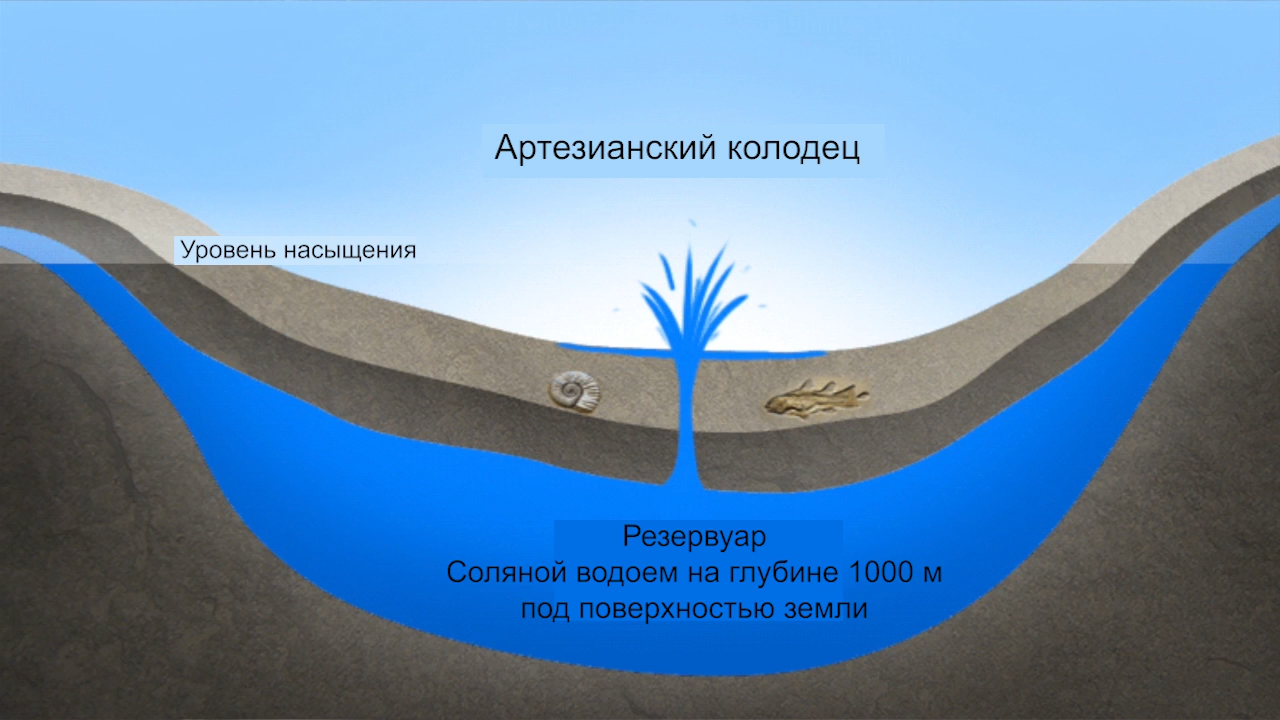 Артезианский колодец
Уровень насыщения
Резервуар
Соляной водоем на глубине 1000 м
под поверхностью земли